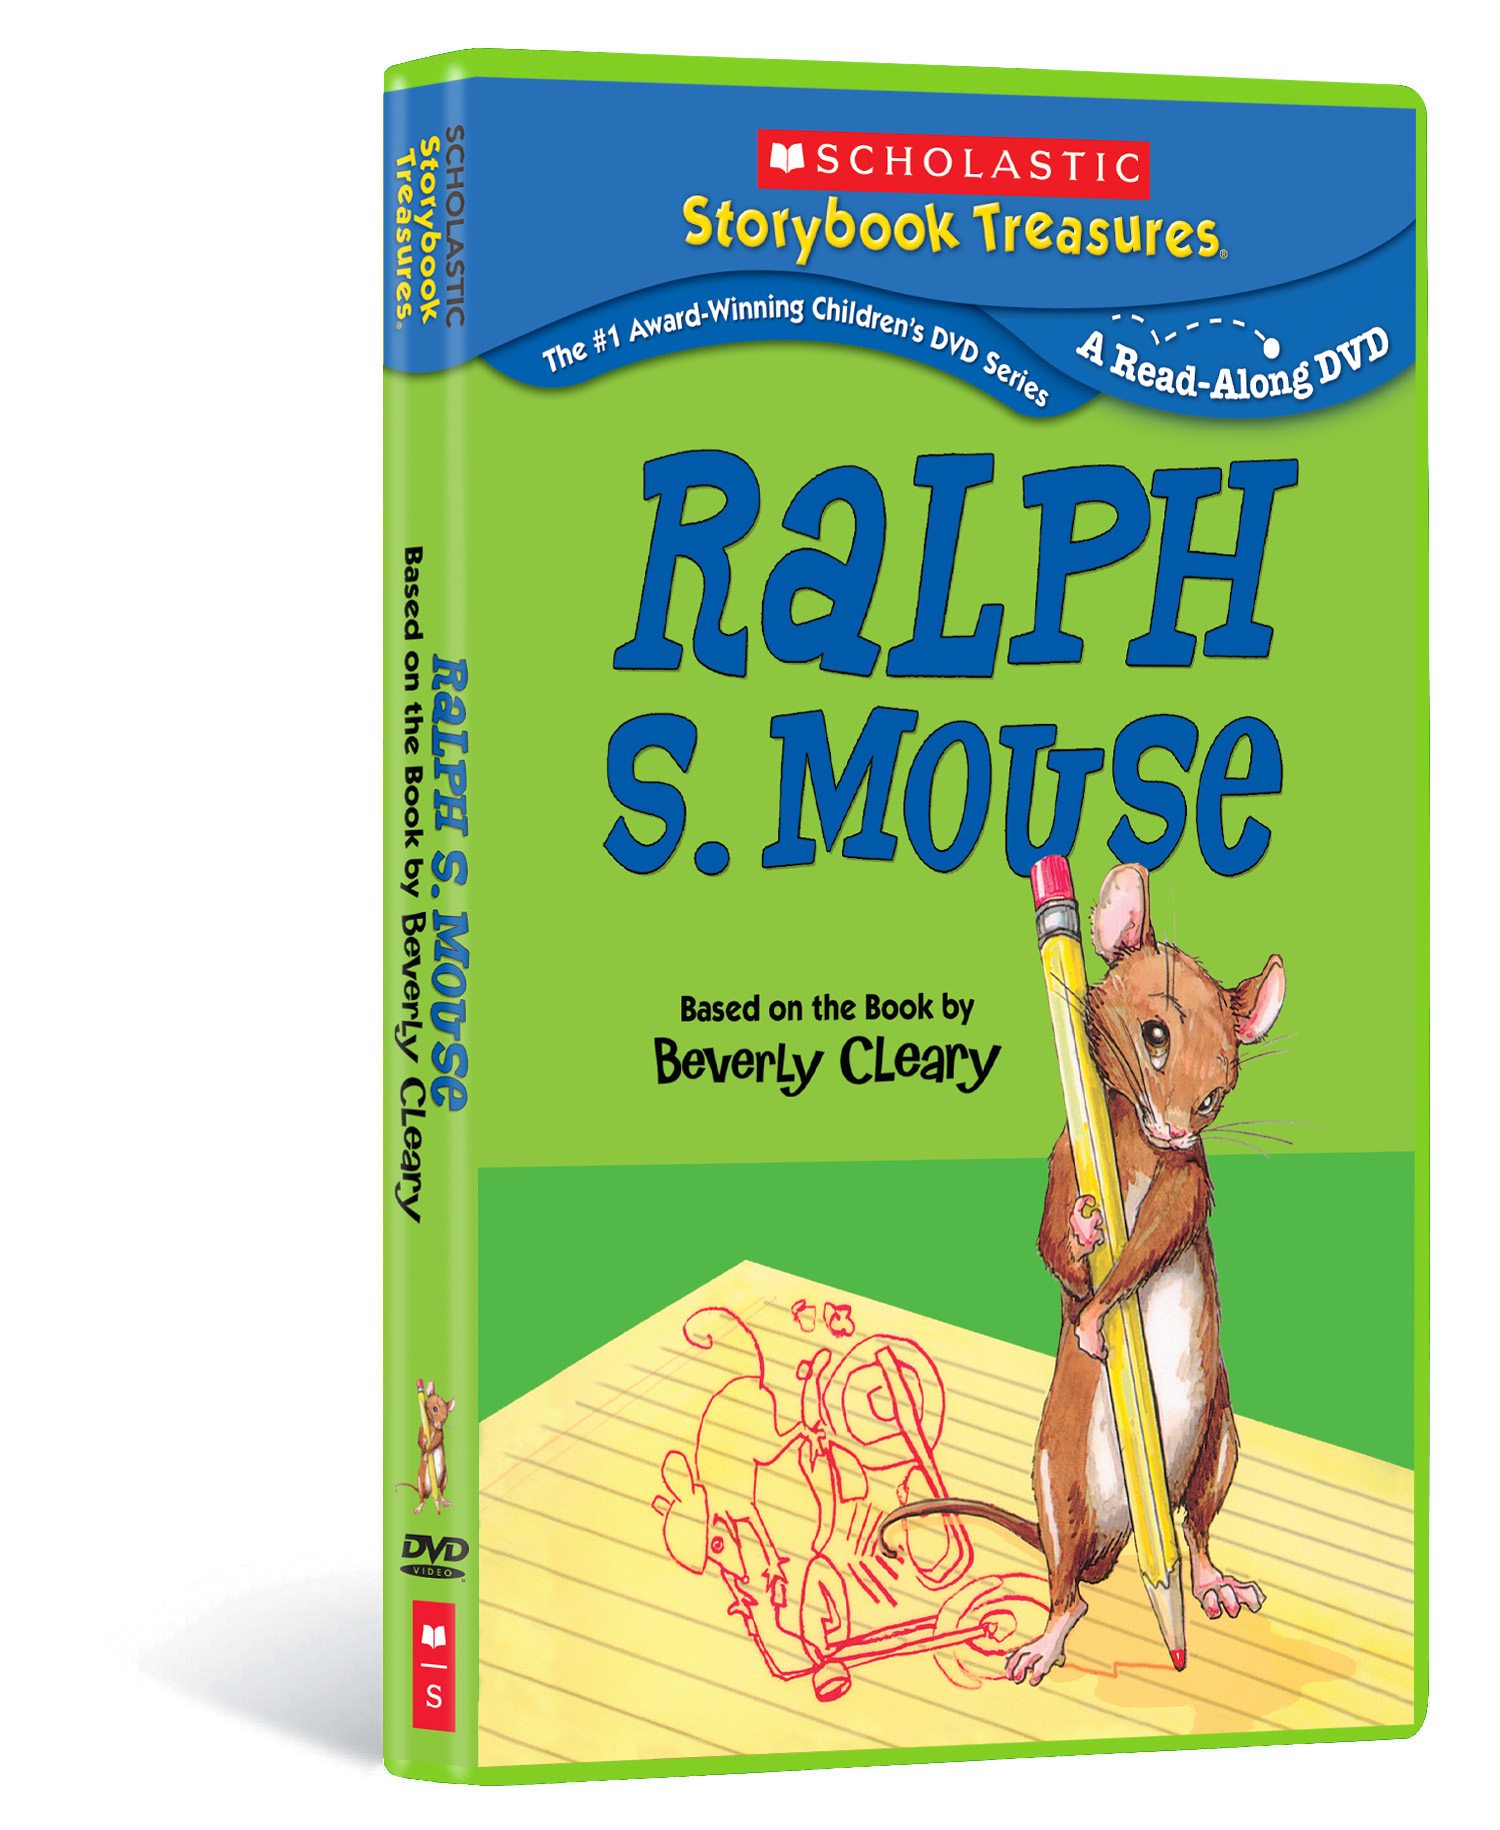 SCHOLASTIC
Storybook Treasures®
The #1 Award-Winning Children's DVD Series
A Read-Along DVD
RaLPH
S. MOUSe
Based on the Book by
Beverly CLeary
SCHOLASTIC
Storybook
Treasures®
RaLPH S. MOUSe
Based on the Book by Beverly CLeary
DVD
VIDEO
S